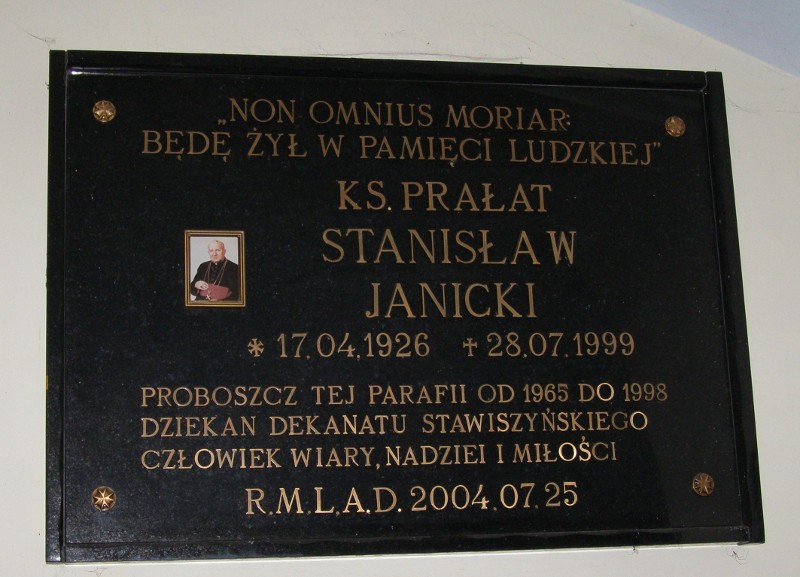 „NON OMNIUS MORIAR:
BĘDĘ ŻYŁ W PAMIĘCI LUDZKIEJ”
KS. PRAŁAT
STANISŁAW
JANICKI
* 17.04.1926 + 28.07.1999
PROBOSZCZ TEJ PARAFII OD 1965 DO 1998
DZIEKAN DEKANATU STAWISZYŃSKIEGO
CZŁOWIEK WIARY, NADZIEI I MIŁOŚCI
R.M.L.A.D. 2004.07.25